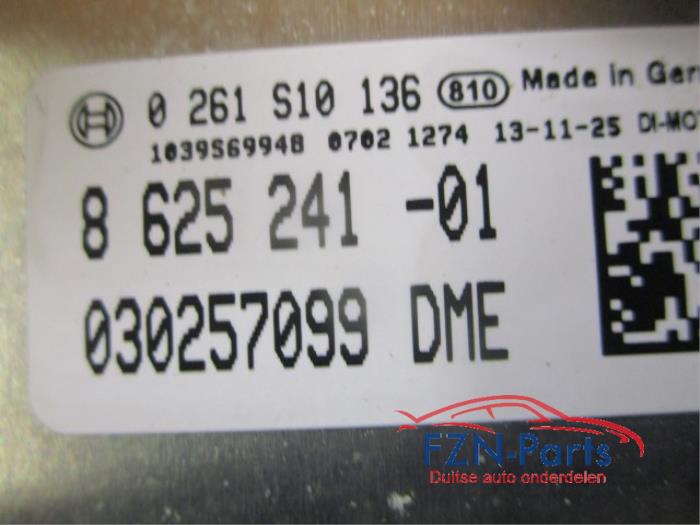 0 261 S10 136 810 Made in Ger
1039S69948 0702 1274 13-11-25 DI-MO
8 625 241 -01
030257099 DME
FZN-Parts
Duitse auto onderdelen